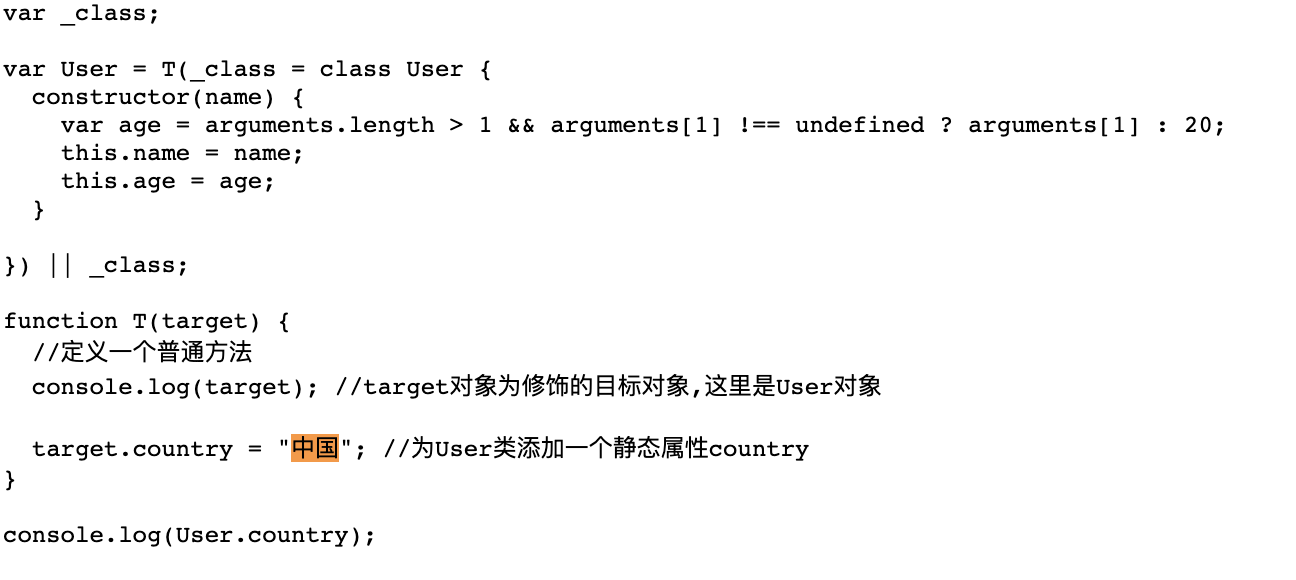 var _class;
var User = T(_class = class User {
  constructor(name) {
    var age = arguments.length > 1 && arguments[1] !== undefined ? arguments[1] : 20;
    this.name = name;
    this.age = age;
  }
}) || _class;
function T(target) {
  //定义一个普通方法
  console.log(target); //target对象为修饰的目标对象,这里是User对象
  target.country = "中国"; //为User类添加一个静态属性country
}
console.log(User.country);